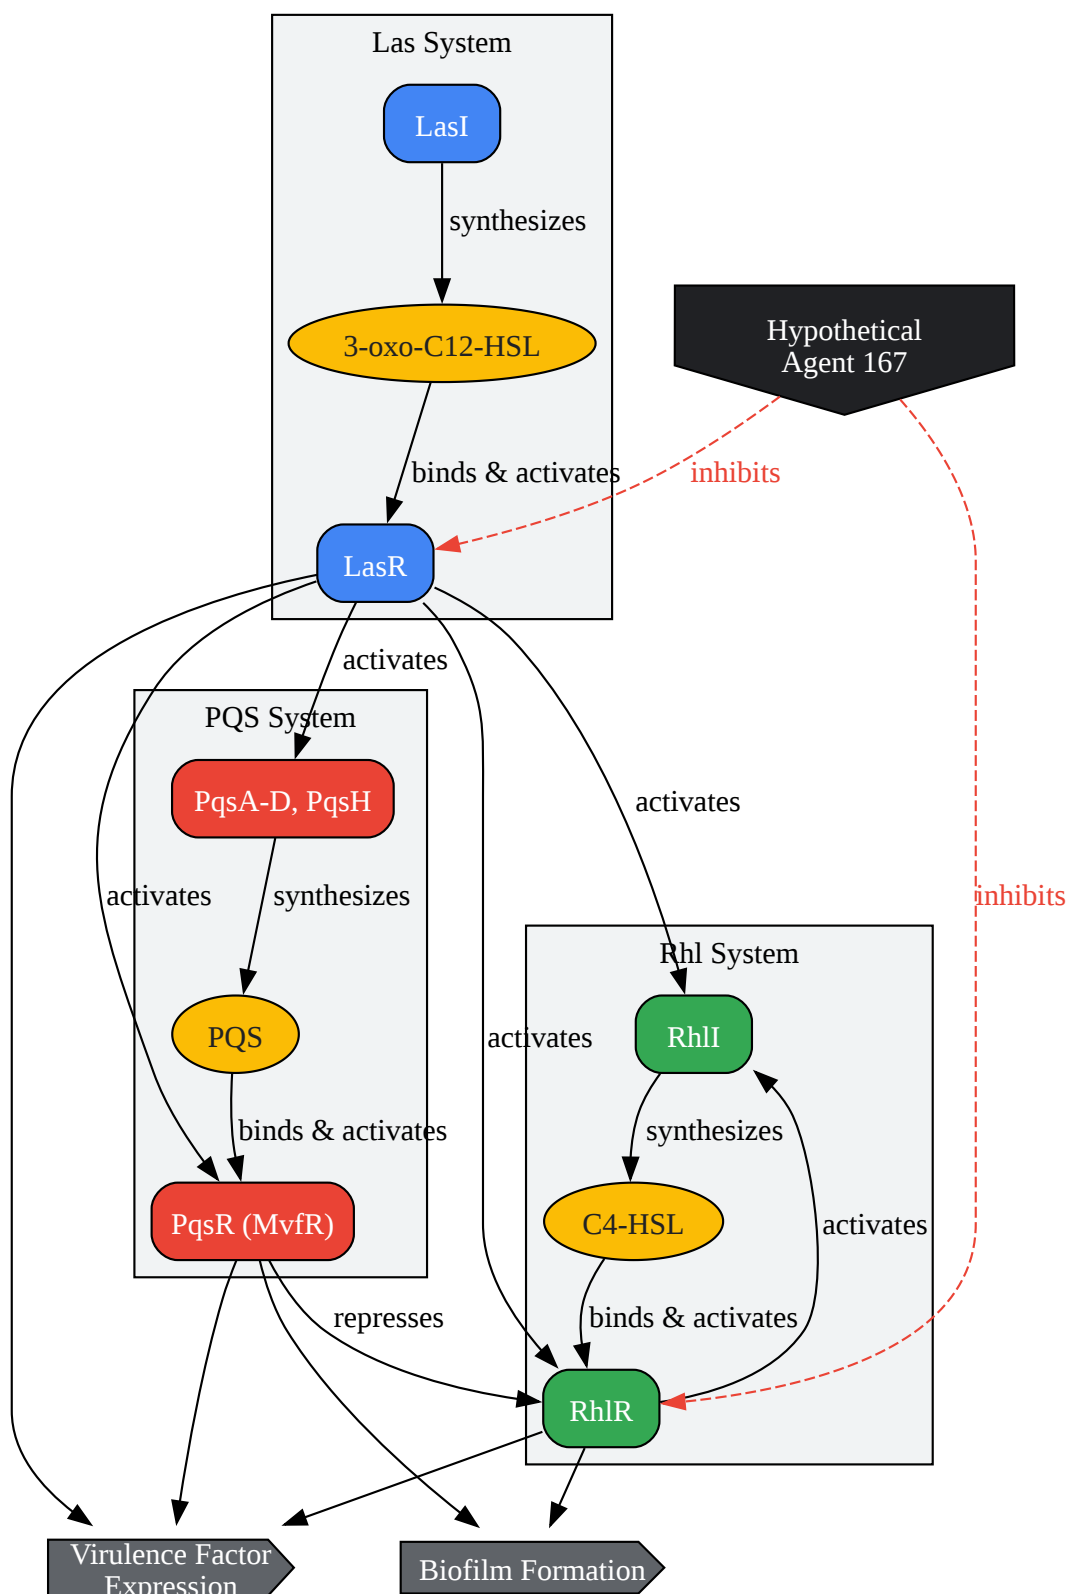 Las System
LasI
synthesizes
3-oxo-C12-HSL
Hypothetical
Agent 167
binds & activates
inhibits
LasR
activates
PQS System
PqsA-D, PqsH
activates
activates
synthesizes
inhibits
Rhl System
PQS
activates
RhlI
binds & activates
synthesizes
PqsR (MvfR)
C4-HSL
activates
represses
binds & activates
RhlR
Virulence Factor
Expression
Biofilm Formation